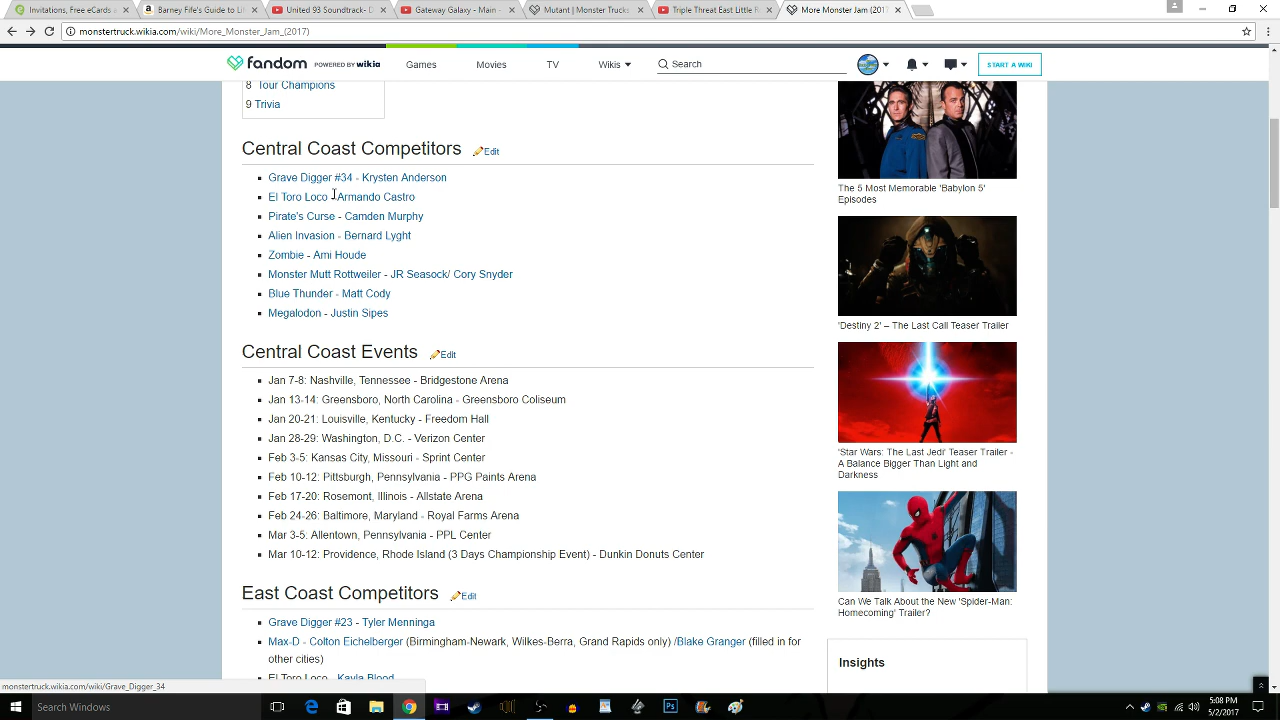 Invitations, Free eCards a
Barney Fife's Guide to Li
United 93 Soundtrack- D
Gateway Galaxy - Main -
Mutant | Monster Trucks
Triple Threat East Little R
More Monster Jam (2017
monstertruck.wikia.com/wiki/More_Monster_Jam_(2017)
fandom POWERED BY wikia
Games
Movies
TV
Wikis
Search
START A WIKI
8 Tour Champions
9 Trivia
Central Coast Competitors Edit
Grave Digger #34 - Krysten Anderson
El Toro Loco - Armando Castro
Pirate's Curse - Camden Murphy
Alien Invasion - Bernard Lyght
Zombie - Ami Houde
Monster Mutt Rottweiler - JR Seasock/ Cory Snyder
Blue Thunder - Matt Cody
Megalodon - Justin Sipes
Central Coast Events Edit
Jan 7-8: Nashville, Tennessee - Bridgestone Arena
Jan 13-14: Greensboro, North Carolina - Greensboro Coliseum
Jan 20-21: Louisville, Kentucky - Freedom Hall
Jan 28-29: Washington, D.C. - Verizon Center
Feb 3-5: Kansas City, Missouri - Sprint Center
Feb 10-12: Pittsburgh, Pennsylvania - PPG Paints Arena
Feb 17-20: Rosemont, Illinois - Allstate Arena
Feb 24-26: Baltimore, Maryland - Royal Farms Arena
Mar 3-5: Allentown, Pennsylvania - PPL Center
Mar 10-12: Providence, Rhode Island (3 Days Championship Event) - Dunkin Donuts Center
East Coast Competitors Edit
Grave Digger #23 - Tyler Menninga
Max-D - Colton Eichelberger (Birmingham-Newark, Wilkes-Berra, Grand Rapids only) /Blake Granger (filled in for
other cities)
El Toro Loco - Kayla Blood
The 5 Most Memorable 'Babylon 5'
Episodes
'Destiny 2' – The Last Call Teaser Trailer
'Star Wars: The Last Jedi' Teaser Trailer -
A Balance Bigger Than Light and
Darkness
Can We Talk About the New 'Spider-Man:
Homecoming' Trailer?
Insights
monstertruck.wikia.com/wiki/Grave_Digger_34
Search Windows
5:08 PM
5/2/2017